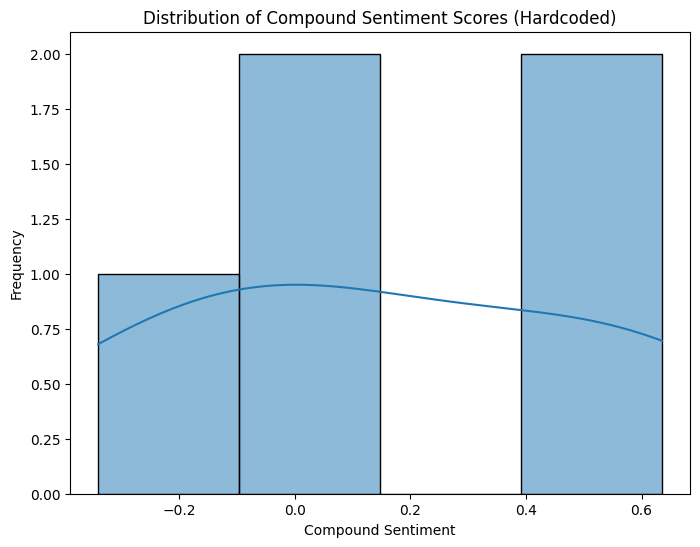 Distribution of Compound Sentiment Scores (Hardcoded)
2.00
1.75
1.50
1.25
1.00
0.75
0.50
0.25
0.00
Frequency
−0.2 0.0 0.2 0.4 0.6
Compound Sentiment